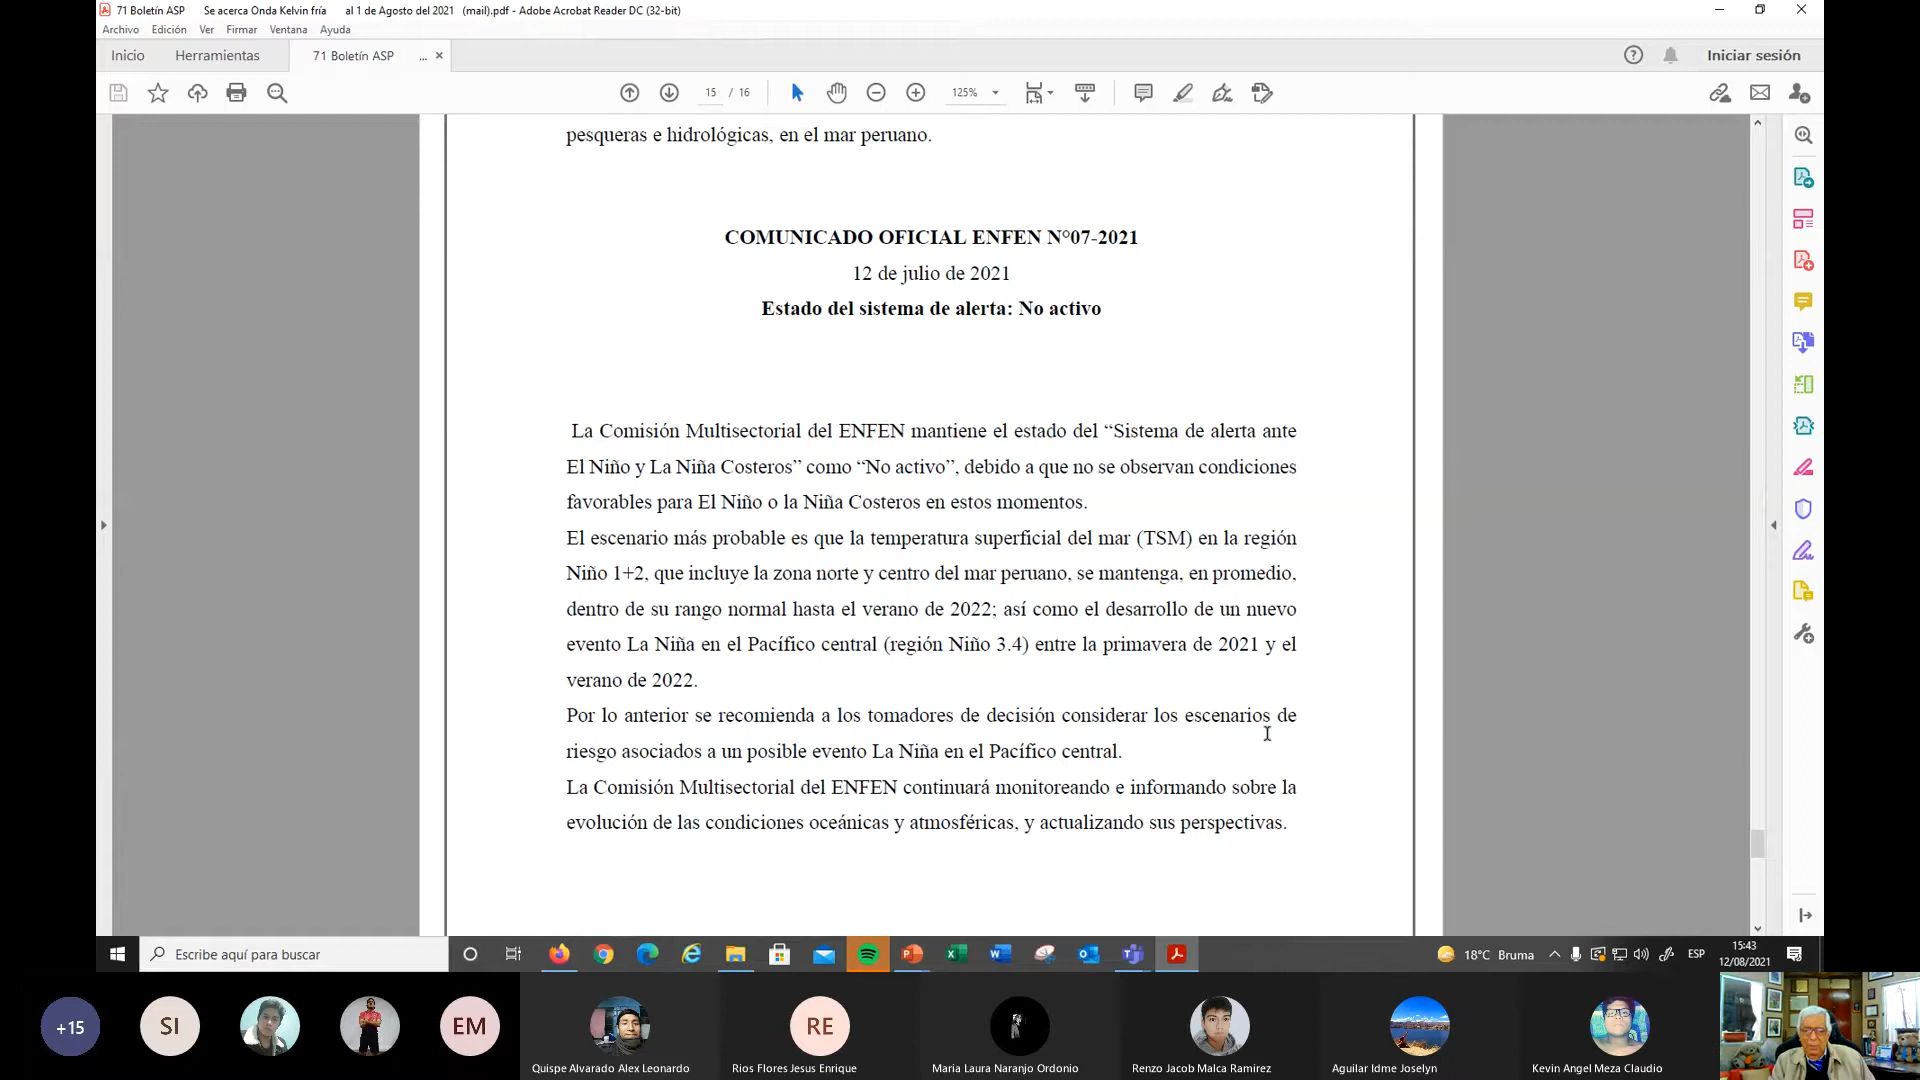 71 Boletín ASP Se acerca Onda Kelvin fría al 1 de Agosto del 2021 (mail).pdf - Adobe Acrobat Reader DC (32-bit)
Archivo Edición Ver Firmar Ventana Ayuda
Inicio Herramientas 71 Boletín ASP ... × Iniciar sesión
15 / 16 125%
pesqueras e hidrológicas, en el mar peruano.
COMUNICADO OFICIAL ENFEN N°07-2021
12 de julio de 2021
Estado del sistema de alerta: No activo
La Comisión Multisectorial del ENFEN mantiene el estado del “Sistema de alerta ante
El Niño y La Niña Costeros” como “No activo”, debido a que no se observan condiciones
favorables para El Niño o la Niña Costeros en estos momentos.
El escenario más probable es que la temperatura superficial del mar (TSM) en la región
Niño 1+2, que incluye la zona norte y centro del mar peruano, se mantenga, en promedio,
dentro de su rango normal hasta el verano de 2022; así como el desarrollo de un nuevo
evento La Niña en el Pacífico central (región Niño 3.4) entre la primavera de 2021 y el
verano de 2022.
Por lo anterior se recomienda a los tomadores de decisión considerar los escenarios de
riesgo asociados a un posible evento La Niña en el Pacífico central.
La Comisión Multisectorial del ENFEN continuará monitoreando e informando sobre la
evolución de las condiciones oceánicas y atmosféricas, y actualizando sus perspectivas.
Escribe aquí para buscar 18°C Bruma ESP 15:43
12/08/2021
+15 SI EM RE
Quispe Alvarado Alex Leonardo Rios Flores Jesus Enrique Maria Laura Naranjo Ordonio Renzo Jacob Malca Ramirez Aguilar Idme Joselyn Kevin Angel Meza Claudio